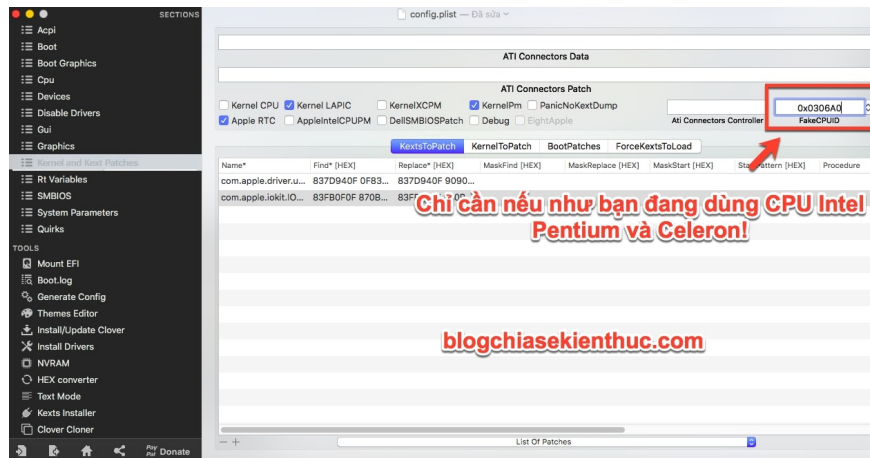 SECTIONS
config.plist — Đã sửa
Acpi
Boot
Boot Graphics
Cpu
Devices
Disable Drivers
Gui
Graphics
Kernel and Kext Patches
Rt Variables
SMBIOS
System Parameters
Quirks
TOOLS
Mount EFI
Boot.log
Generate Config
Themes Editor
Install/Update Clover
Install Drivers
NVRAM
HEX converter
Text Mode
Kexts Installer
Clover Cloner
Pay Pal Donate
ATI Connectors Data
ATI Connectors Patch
Kernel CPU Kernel LAPIC KernelXCPM KernelPm PanicNoKextDump
0x0306A0
Apple RTC AppleIntelCPUPM DellSMBIOSPatch Debug EightApple
Ati Connectors Controller FakeCPUID
KextsToPatch KernelToPatch BootPatches ForceKextsToLoad
Name* Find* [HEX] Replace* [HEX] MaskFind [HEX] MaskReplace [HEX] MaskStart [HEX] [HEX] Procedure
com.apple.driver.u... 837D940F 0F83... 837D940F 9090...
com.apple.iokit.IO... 83FB0F0F 870B...
Chỉ cần nếu như bạn đang dùng CPU Intel
Pentium và Celeron!
blogchiasekienthuc.com
− +
List Of Patches